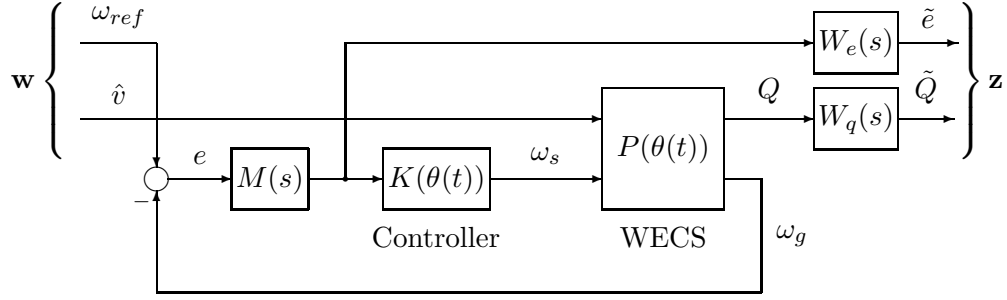 ω_ref
W_e(s)
ẽ
w
z
v̂
Q
W_q(s)
Q̃
P(θ(t))
e
M(s)
K(θ(t))
ω_s
−
Controller
WECS
ω_g